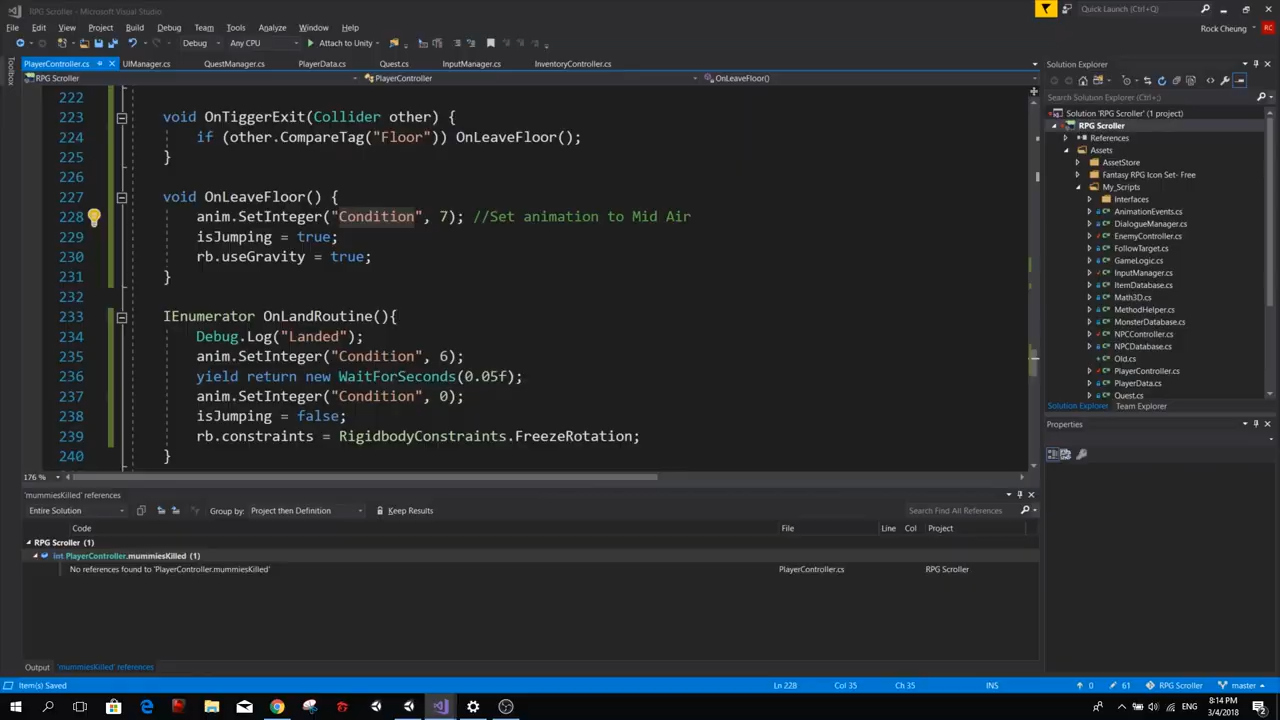 RPG Scroller - Microsoft Visual Studio
Quick Launch (Ctrl+Q)
File Edit View Project Build Debug Team Tools Analyze Window Help
Rock Cheung RC
Debug Any CPU Attach to Unity
Toolbox
PlayerController.cs UIManager.cs QuestManager.cs PlayerData.cs Quest.cs InputManager.cs InventoryController.cs
RPG Scroller PlayerController OnLeaveFloor()
222
223 void OnTiggerExit(Collider other) {
224 if (other.CompareTag("Floor")) OnLeaveFloor();
225 }
226
227 void OnLeaveFloor() {
228 anim.SetInteger("Condition", 7); //Set animation to Mid Air
229 isJumping = true;
230 rb.useGravity = true;
231 }
232
233 IEnumerator OnLandRoutine(){
234 Debug.Log("Landed");
235 anim.SetInteger("Condition", 6);
236 yield return new WaitForSeconds(0.05f);
237 anim.SetInteger("Condition", 0);
238 isJumping = false;
239 rb.constraints = RigidbodyConstraints.FreezeRotation;
240 }
176 %
Solution Explorer
Search Solution Explorer (Ctrl+;)
Solution 'RPG Scroller' (1 project)
RPG Scroller
References
Assets
AssetStore
Fantasy RPG Icon Set- Free
My_Scripts
Interfaces
AnimationEvents.cs
DialogueManager.cs
EnemyController.cs
FollowTarget.cs
GameLogic.cs
InputManager.cs
ItemDatabase.cs
Math3D.cs
MethodHelper.cs
MonsterDatabase.cs
NPCController.cs
NPCDatabase.cs
Old.cs
PlayerController.cs
PlayerData.cs
Quest.cs
Solution Explorer Team Explorer
Properties
'mummiesKilled' references
Entire Solution Group by: Project then Definition Keep Results Search Find All References
Code File Line Col Project
RPG Scroller (1)
int PlayerController.mummiesKilled (1)
No references found to 'PlayerController.mummiesKilled' PlayerController.cs RPG Scroller
Output 'mummiesKilled' references
Item(s) Saved Ln 228 Col 35 Ch 35 INS 0 61 RPG Scroller master
ENG 8:14 PM
3/4/2018
2